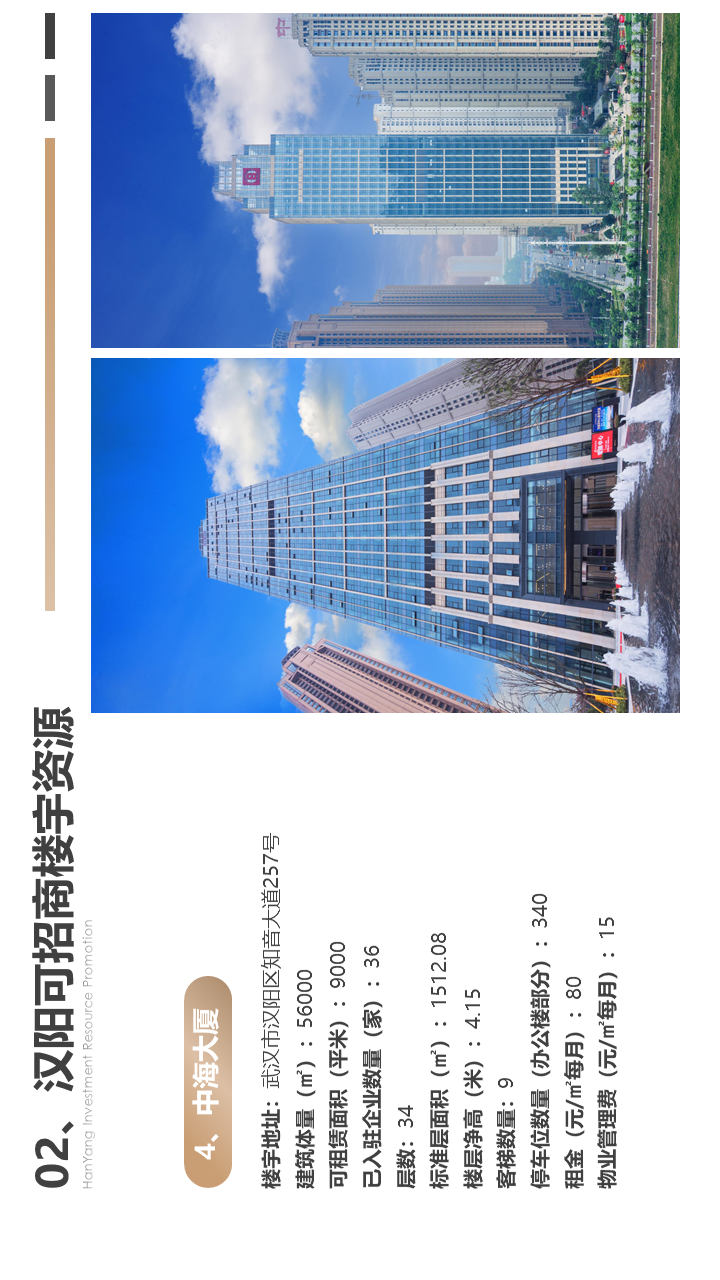 02、汉阳可招商楼宇资源
HanYang Investment Resource Promotion
4、中海大厦
楼宇地址：武汉市汉阳区知音大道257号
建筑体量（㎡）：56000
可租赁面积（平米）：9000
已入驻企业数量（家）：36
层数：34
标准层面积（㎡）：1512.08
楼层净高（米）：4.15
客梯数量：9
停车位数量（办公楼部分）：340
租金（元/㎡每月）：80
物业管理费（元/㎡每月）：15